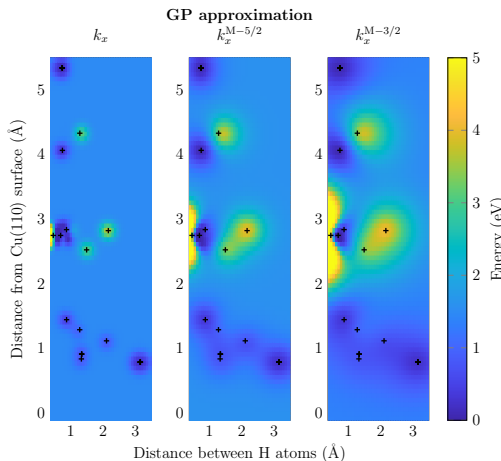 GP approximation
k_x
k_x^{M−5/2}
k_x^{M−3/2}
Distance from Cu(110) surface (Å)
5
4
3
2
1
0
1 2 3
1 2 3
1 2 3
Distance between H atoms (Å)
5
4
3
2
1
0
Energy (eV)